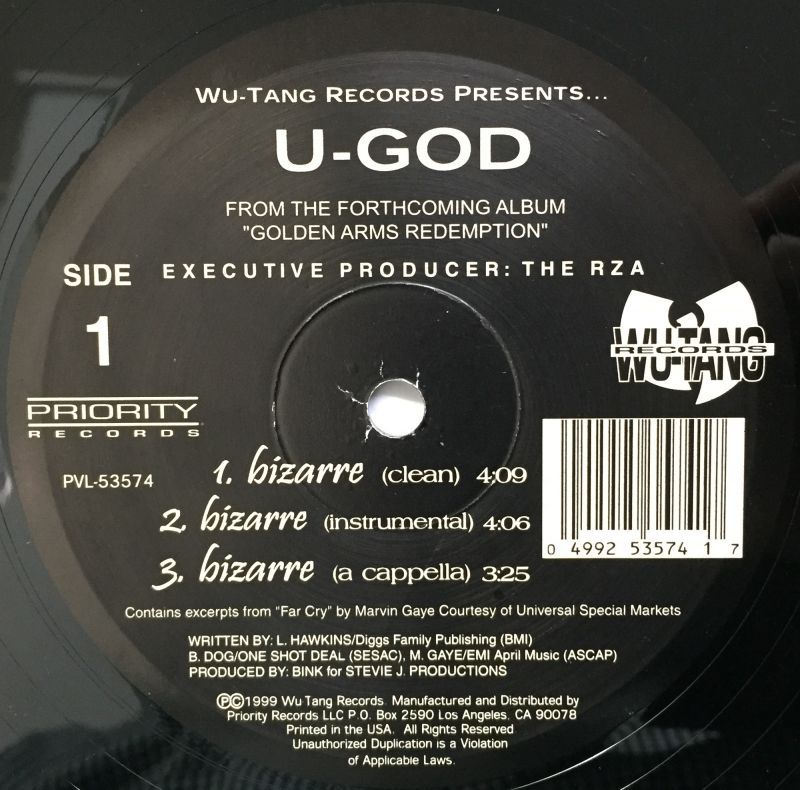 WU-TANG RECORDS PRESENTS...
U-GOD
FROM THE FORTHCOMING ALBUM
"GOLDEN ARMS REDEMPTION"
SIDE EXECUTIVE PRODUCER: THE RZA
1
WU-TANG
RECORDS
PRIORITY
RECORDS
PVL-53574
1. bizarre (clean) 4:09
2. bizarre (instrumental) 4:06
3. bizarre (a cappella) 3:25
0 4992 53574 1 7
Contains excerpts from "Far Cry" by Marvin Gaye Courtesy of Universal Special Markets
WRITTEN BY: L. HAWKINS/Diggs Family Publishing (BMI)
B. DOG/ONE SHOT DEAL (SESAC), M. GAYE/EMI April Music (ASCAP)
PRODUCED BY: BINK for STEVIE J. PRODUCTIONS
℗©1999 Wu-Tang Records. Manufactured and Distributed by
Priority Records LLC P.O. Box 2590 Los Angeles, CA 90078
Printed in the USA. All Rights Reserved
Unauthorized Duplication is a Violation
of Applicable Laws.